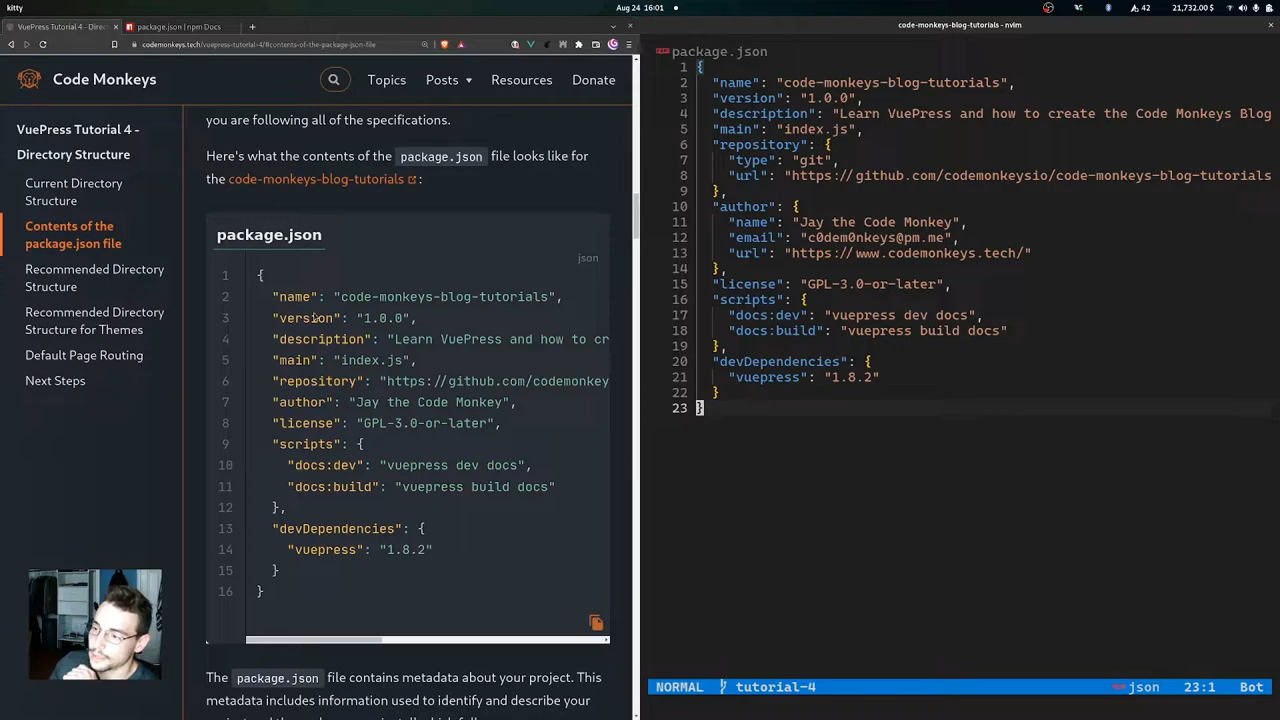 kitty
Aug 24 16:01
42
21,732.00 $
VuePress Tutorial 4 - Direc
package.json | npm Docs
codemonkeys.tech/vuepress-tutorial-4/#contents-of-the-package-json-file
Code Monkeys
Topics
Posts
Resources
Donate
VuePress Tutorial 4 -
Directory Structure
Current Directory
Structure
Contents of the
package.json file
Recommended Directory
Structure
Recommended Directory
Structure for Themes
Default Page Routing
Next Steps
you are following all of the specifications.
Here's what the contents of the package.json file looks like for
the code-monkeys-blog-tutorials :
package.json
json
1 {
2 "name": "code-monkeys-blog-tutorials",
3 "version": "1.0.0",
4 "description": "Learn VuePress and how to cr
5 "main": "index.js",
6 "repository": "https://github.com/codemonkey
7 "author": "Jay the Code Monkey",
8 "license": "GPL-3.0-or-later",
9 "scripts": {
10 "docs:dev": "vuepress dev docs",
11 "docs:build": "vuepress build docs"
12 },
13 "devDependencies": {
14 "vuepress": "1.8.2"
15 }
16 }
The package.json file contains metadata about your project. This
metadata includes information used to identify and describe your
code-monkeys-blog-tutorials - nvim
package.json
1 {
2 "name": "code-monkeys-blog-tutorials",
3 "version": "1.0.0",
4 "description": "Learn VuePress and how to create the Code Monkeys Blog
5 "main": "index.js",
6 "repository": {
7 "type": "git",
8 "url": "https://github.com/codemonkeysio/code-monkeys-blog-tutorials
9 },
10 "author": {
11 "name": "Jay the Code Monkey",
12 "email": "c0dem0nkeys@pm.me",
13 "url": "https://www.codemonkeys.tech/"
14 },
15 "license": "GPL-3.0-or-later",
16 "scripts": {
17 "docs:dev": "vuepress dev docs",
18 "docs:build": "vuepress build docs"
19 },
20 "devDependencies": {
21 "vuepress": "1.8.2"
22 }
23 }
NORMAL tutorial-4 json 23:1 Bot